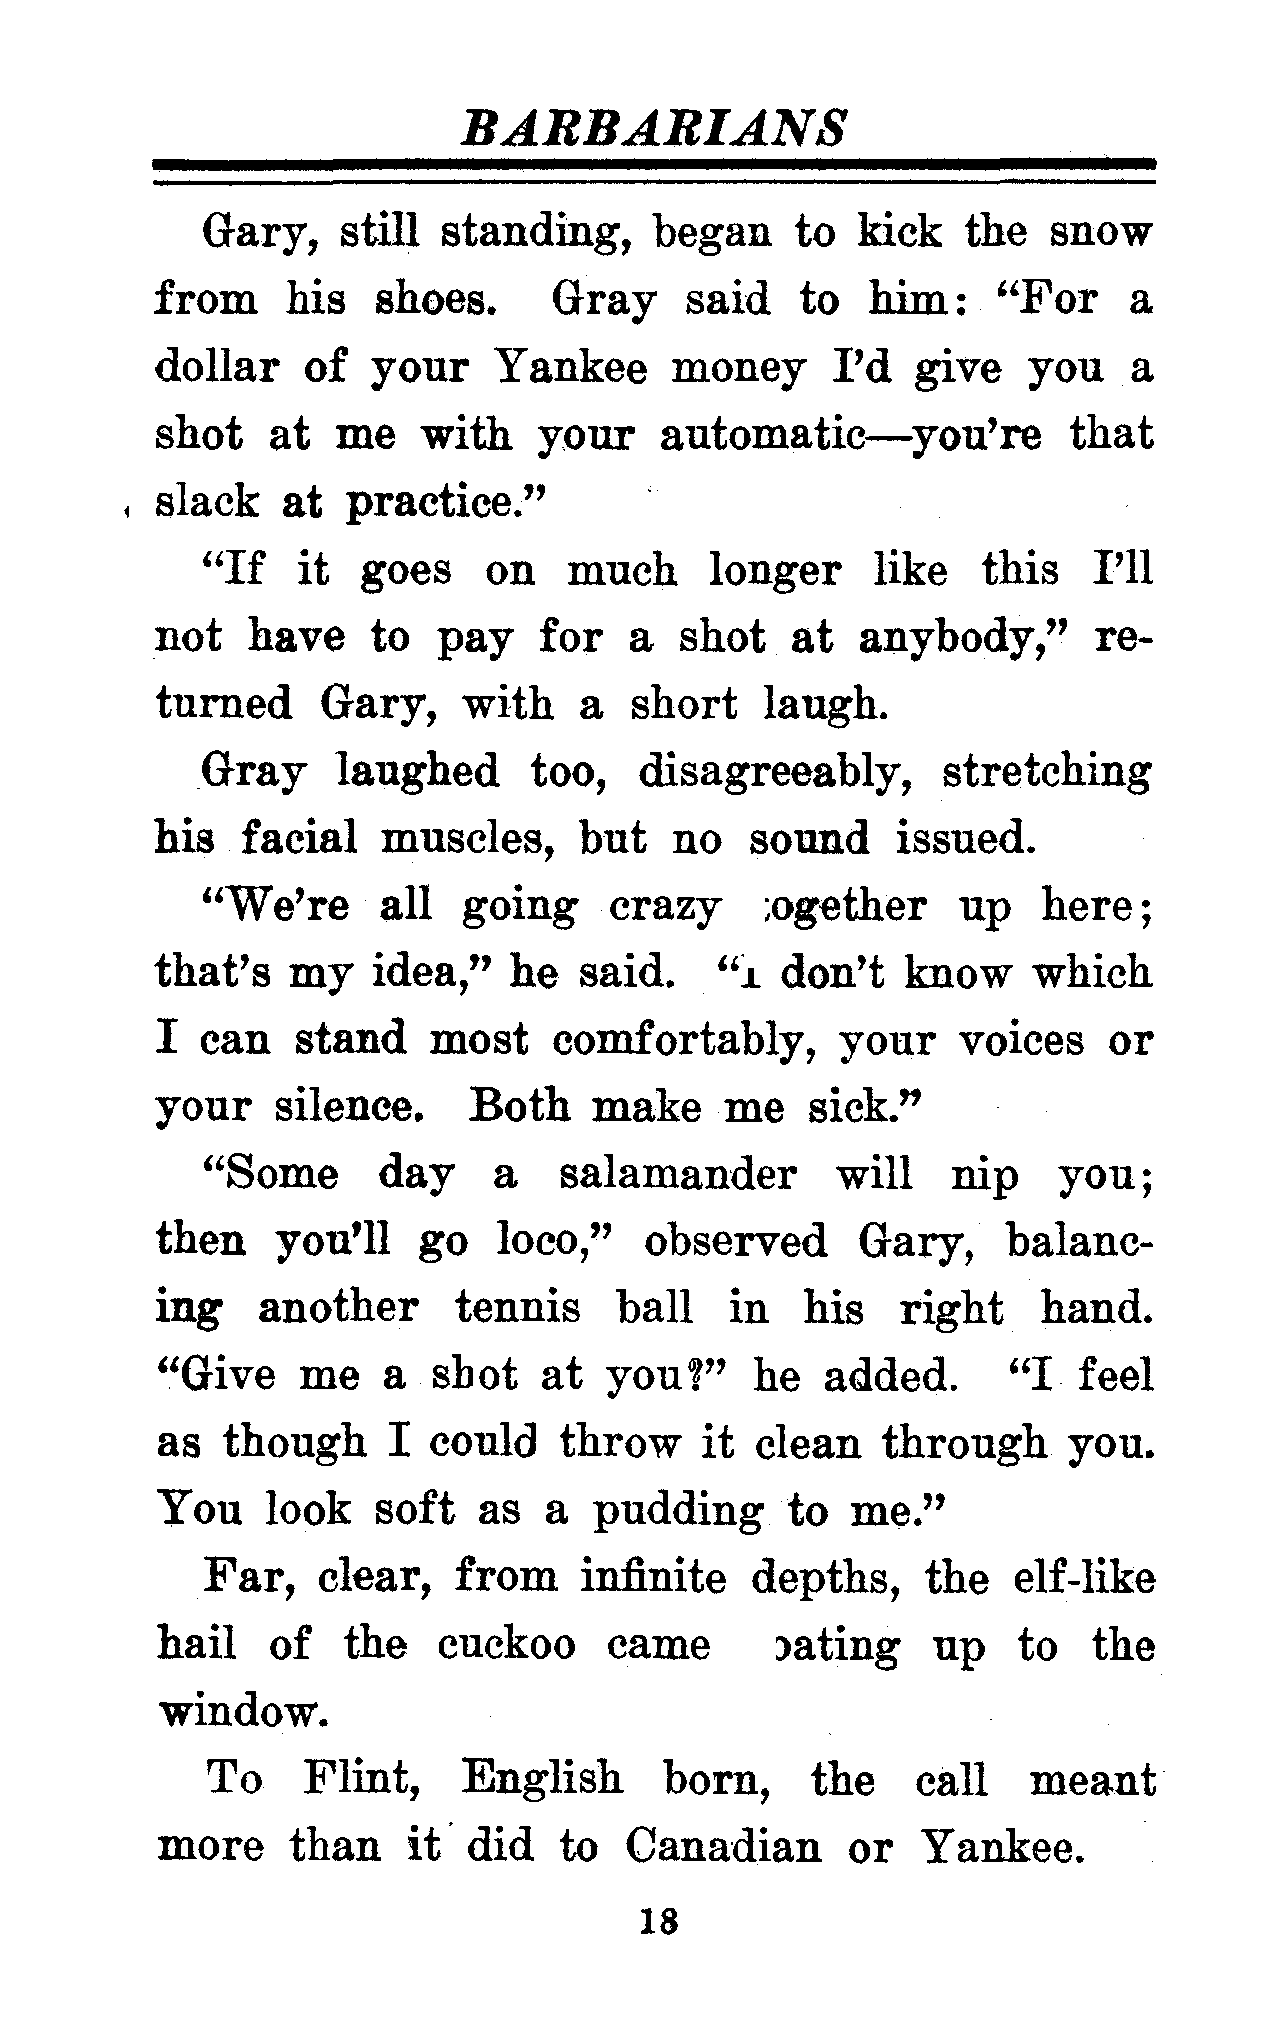 BARBARIANS
Gary, still standing, began to kick the snow
from his shoes. Gray said to him: “For a
dollar of your Yankee money I’d give you a
shot at me with your automatic—you’re that
slack at practice.”
“If it goes on much longer like this I’ll
not have to pay for a shot at anybody,” re-
turned Gary, with a short laugh.
Gray laughed too, disagreeably, stretching
his facial muscles, but no sound issued.
“We’re all going crazy together up here;
that’s my idea,” he said. “I don’t know which
I can stand most comfortably, your voices or
your silence. Both make me sick.”
“Some day a salamander will nip you;
then you’ll go loco,” observed Gary, balanc-
ing another tennis ball in his right hand.
“Give me a shot at you?” he added. “I feel
as though I could throw it clean through you.
You look soft as a pudding to me.”
Far, clear, from infinite depths, the elf-like
hail of the cuckoo came up to the
window.
To Flint, English born, the call meant
more than it did to Canadian or Yankee.
18